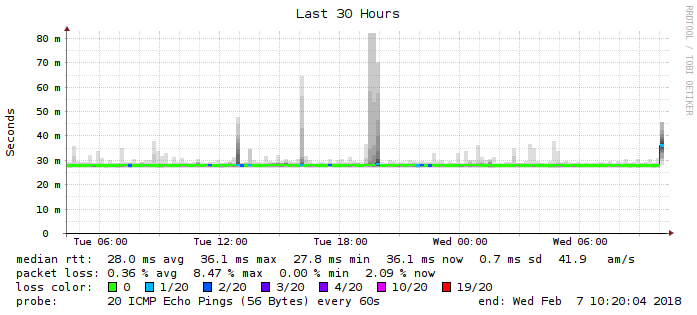 Last 30 Hours
RRDTOOL / TOBI OETIKER
Seconds
80 m
70 m
60 m
50 m
40 m
30 m
20 m
10 m
0
Tue 06:00 Tue 12:00 Tue 18:00 Wed 00:00 Wed 06:00
median rtt: 28.0 ms avg 36.1 ms max 27.8 ms min 36.1 ms now 0.7 ms sd 41.9 am/s
packet loss: 0.36 % avg 8.47 % max 0.00 % min 2.09 % now
loss color: 0 1/20 2/20 3/20 4/20 10/20 19/20
probe: 20 ICMP Echo Pings (56 Bytes) every 60s end: Wed Feb 7 10:20:04 2018